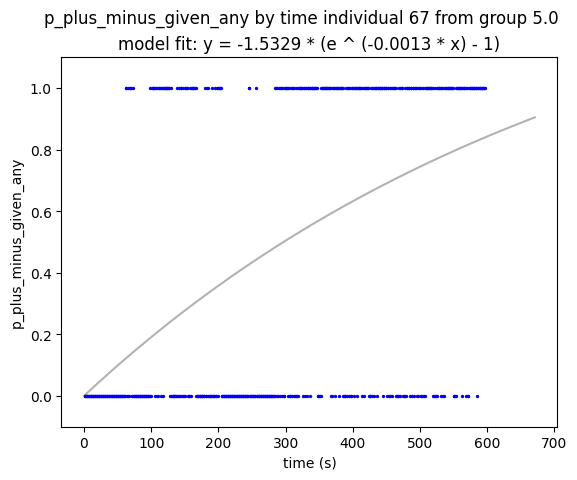 p_plus_minus_given_any by time individual 67 from group 5.0
model fit: y = -1.5329 * (e ^ (-0.0013 * x) - 1)
1.0
0.8
0.6
0.4
0.2
0.0
p_plus_minus_given_any
0 100 200 300 400 500 600 700
time (s)